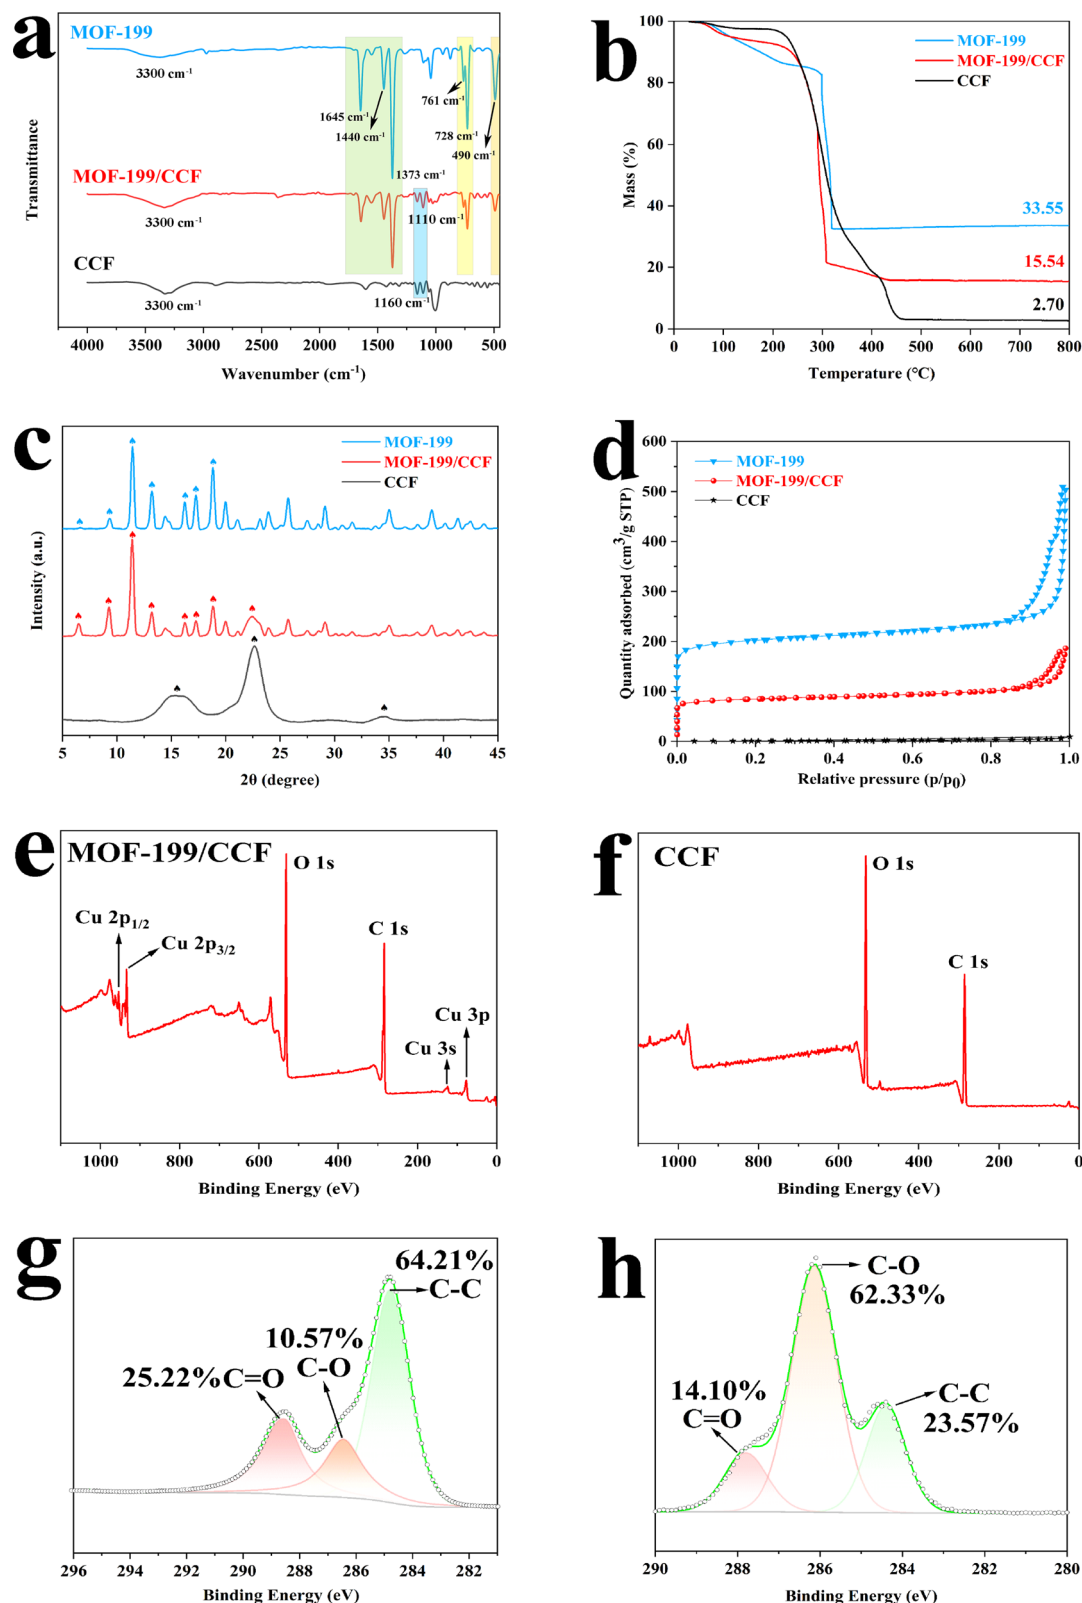 a
MOF-199
3300 cm⁻¹
1645 cm⁻¹
1440 cm⁻¹
1373 cm⁻¹
761 cm⁻¹
728 cm⁻¹
490 cm⁻¹
MOF-199/CCF
3300 cm⁻¹
1110 cm⁻¹
CCF
3300 cm⁻¹
1160 cm⁻¹
Transmittance
4000 3500 3000 2500 2000 1500 1000 500
Wavenumber (cm⁻¹)
b
MOF-199
MOF-199/CCF
CCF
33.55
15.54
2.70
Mass (%)
100
80
60
40
20
0
0 100 200 300 400 500 600 700 800
Temperature (°C)
c
MOF-199
MOF-199/CCF
CCF
Intensity (a.u.)
5 10 15 20 25 30 35 40 45
2θ (degree)
d
MOF-199
MOF-199/CCF
CCF
Quantity adsorbed (cm³/g STP)
600
500
400
300
200
100
0
0.0 0.2 0.4 0.6 0.8 1.0
Relative pressure (p/p₀)
e
MOF-199/CCF
O 1s
Cu 2p₁/₂
Cu 2p₃/₂
C 1s
Cu 3p
Cu 3s
1000 800 600 400 200 0
Binding Energy (eV)
f
CCF
O 1s
C 1s
1000 800 600 400 200 0
Binding Energy (eV)
g
64.21%
C-C
10.57%
C-O
25.22% C=O
296 294 292 290 288 286 284 282
Binding Energy (eV)
h
C-O
62.33%
14.10%
C=O
C-C
23.57%
290 288 286 284 282 280
Binding Energy (eV)